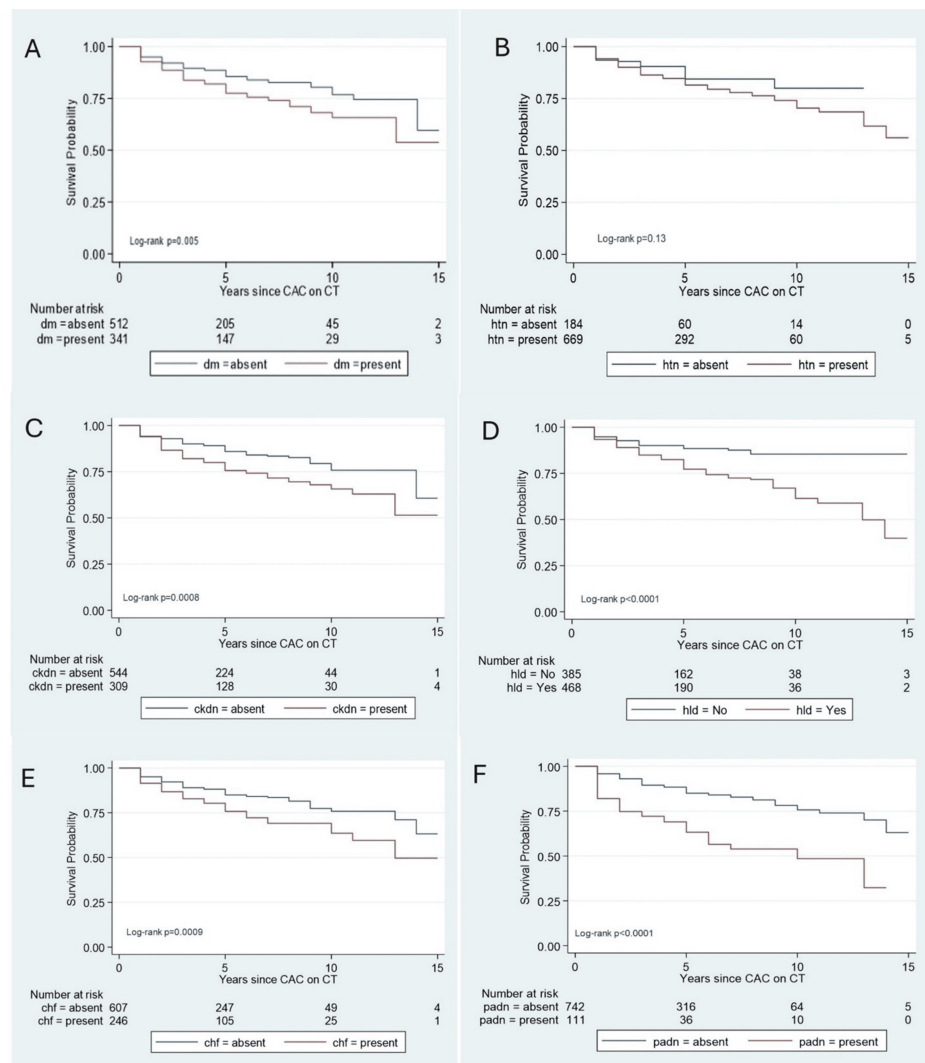 A
Survival Probability
1.00
0.75
0.50
0.25
0.00
Log-rank p=0.005
0 5 10 15
Years since CAC on CT
Number at risk
dm =absent 512 205 45 2
dm =present 341 147 29 3
dm =absent dm =present
B
Survival Probability
1.00
0.75
0.50
0.25
0.00
Log-rank p=0.13
0 5 10 15
Years since CAC on CT
Number at risk
htn = absent 184 60 14 0
htn = present 669 292 60 5
htn = absent htn = present
C
Survival Probability
1.00
0.75
0.50
0.25
0.00
Log-rank p=0.0008
0 5 10 15
Years since CAC on CT
Number at risk
ckdn = absent 544 224 44 1
ckdn = present 309 128 30 4
ckdn = absent ckdn = present
D
Survival Probability
1.00
0.75
0.50
0.25
0.00
Log-rank p<0.0001
0 5 10 15
Years since CAC on CT
Number at risk
hld = No 385 162 38 3
hld = Yes 468 190 36 2
hld = No hld = Yes
E
Survival Probability
1.00
0.75
0.50
0.25
0.00
Log-rank p=0.0009
0 5 10 15
Years since CAC on CT
Number at risk
chf = absent 607 247 49 4
chf = present 246 105 25 1
chf = absent chf = present
F
Survival Probability
1.00
0.75
0.50
0.25
0.00
Log-rank p<0.0001
0 5 10 15
Years since CAC on CT
Number at risk
padn = absent 742 316 64 5
padn = present 111 36 10 0
padn = absent padn = present